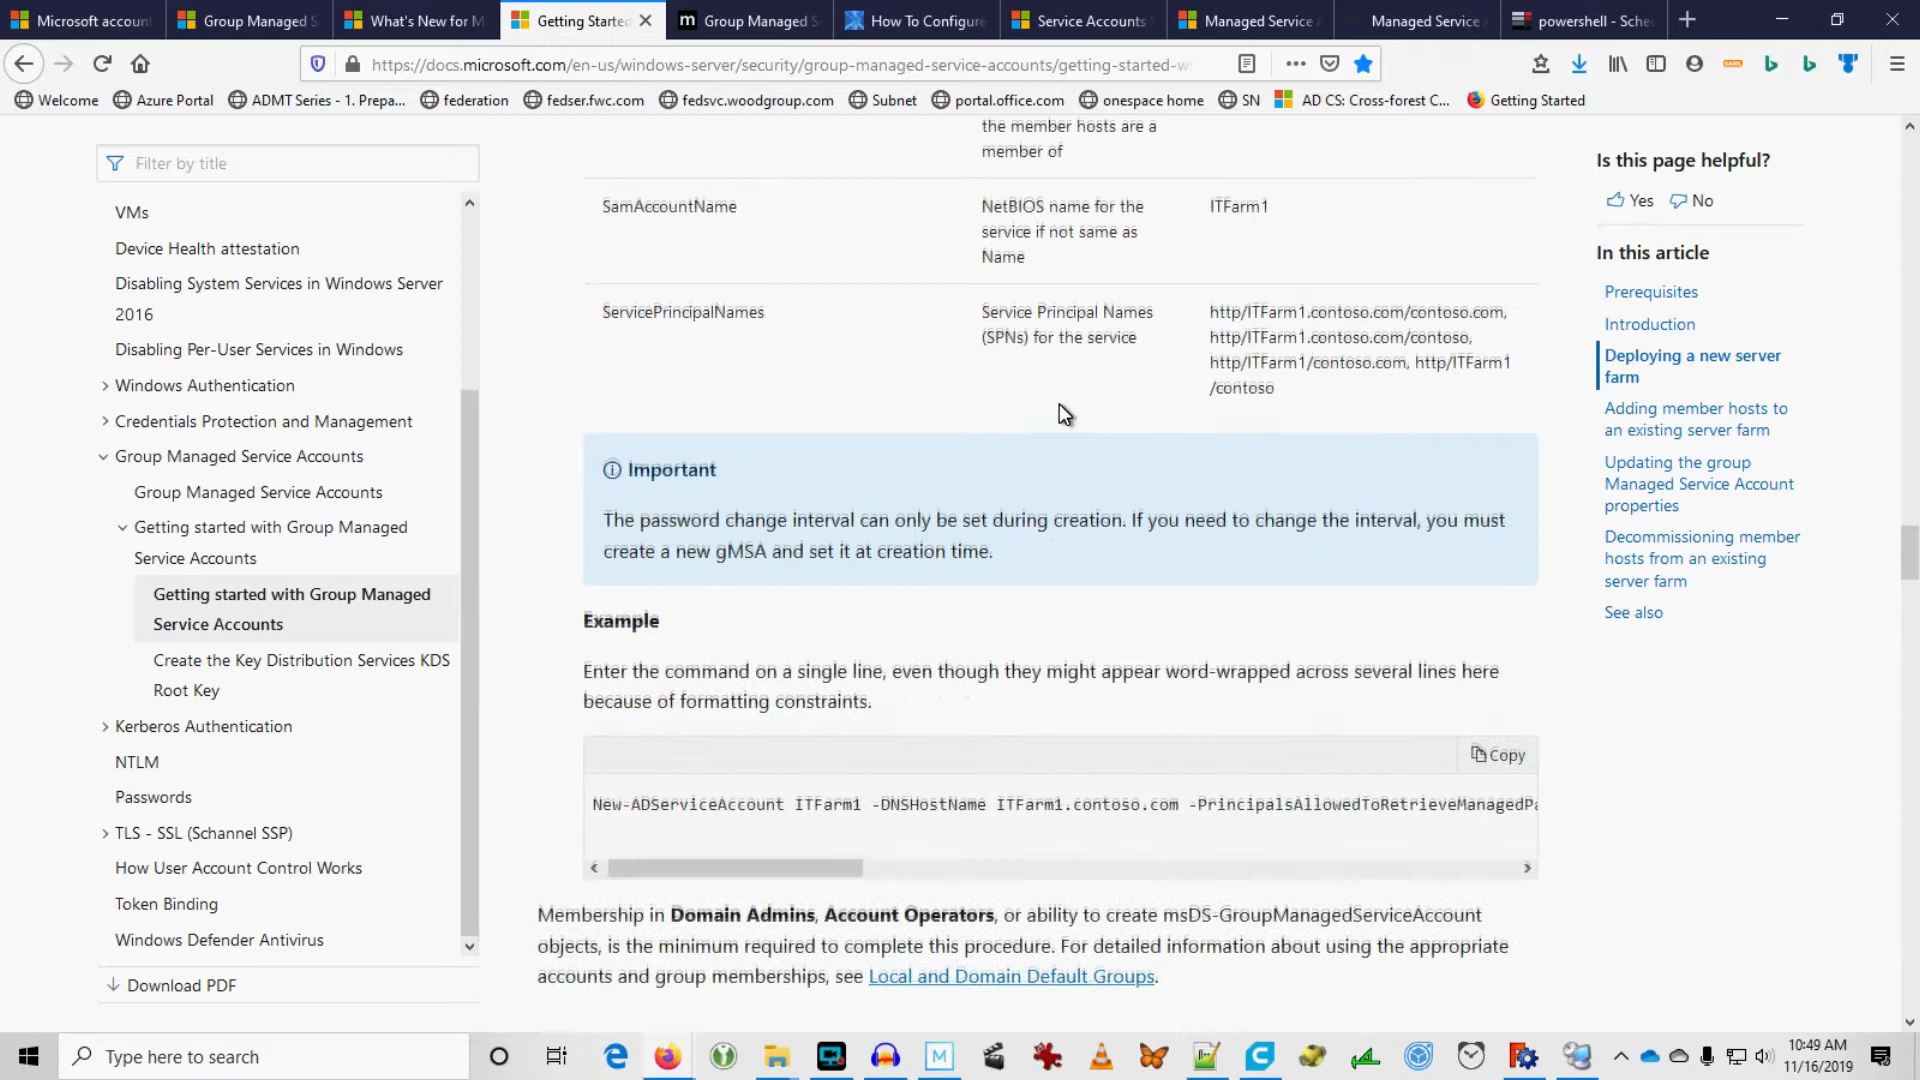 Microsoft account
Group Managed S
What's New for M
Getting Started
Group Managed S
How To Configure
Service Accounts
Managed Service A
Managed Service A
powershell - Sche
https://docs.microsoft.com/en-us/windows-server/security/group-managed-service-accounts/getting-started-w
Welcome
Azure Portal
ADMT Series - 1. Prepa...
federation
fedser.fwc.com
fedsvc.woodgroup.com
Subnet
portal.office.com
onespace home
SN
AD CS: Cross-forest C...
Getting Started
Filter by title
VMs
Device Health attestation
Disabling System Services in Windows Server
2016
Disabling Per-User Services in Windows
Windows Authentication
Credentials Protection and Management
Group Managed Service Accounts
Group Managed Service Accounts
Getting started with Group Managed
Service Accounts
Getting started with Group Managed
Service Accounts
Create the Key Distribution Services KDS
Root Key
Kerberos Authentication
NTLM
Passwords
TLS - SSL (Schannel SSP)
How User Account Control Works
Token Binding
Windows Defender Antivirus
Download PDF
the member hosts are a
member of
SamAccountName
NetBIOS name for the
service if not same as
Name
ITFarm1
ServicePrincipalNames
Service Principal Names
(SPNs) for the service
http/ITFarm1.contoso.com/contoso.com,
http/ITFarm1.contoso.com/contoso,
http/ITFarm1/contoso.com, http/ITFarm1
/contoso
Important
The password change interval can only be set during creation. If you need to change the interval, you must
create a new gMSA and set it at creation time.
Example
Enter the command on a single line, even though they might appear word-wrapped across several lines here
because of formatting constraints.
Copy
New-ADServiceAccount ITFarm1 -DNSHostName ITFarm1.contoso.com -PrincipalsAllowedToRetrieveManagedPa
Membership in Domain Admins, Account Operators, or ability to create msDS-GroupManagedServiceAccount
objects, is the minimum required to complete this procedure. For detailed information about using the appropriate
accounts and group memberships, see Local and Domain Default Groups.
Is this page helpful?
Yes
No
In this article
Prerequisites
Introduction
Deploying a new server
farm
Adding member hosts to
an existing server farm
Updating the group
Managed Service Account
properties
Decommissioning member
hosts from an existing
server farm
See also
Type here to search
10:49 AM
11/16/2019